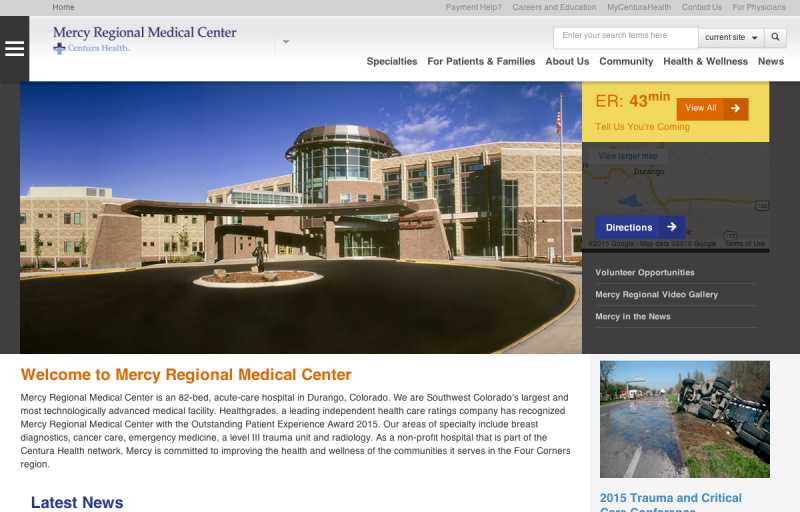 Home
Payment Help? Careers and Education MyCenturaHealth Contact Us For Physicians
Mercy Regional Medical Center
Centura Health
Enter your search terms here
current site
Specialties For Patients & Families About Us Community Health & Wellness News
ER: 43min
View All
Tell Us You're Coming
View larger map
Durango
160
172
Directions
©2015 Google - Map data ©2015 Google Terms of Use
Volunteer Opportunities
Mercy Regional Video Gallery
Mercy in the News
Welcome to Mercy Regional Medical Center
Mercy Regional Medical Center is an 82-bed, acute-care hospital in Durango, Colorado. We are Southwest Colorado's largest and
most technologically advanced medical facility. Healthgrades, a leading independent health care ratings company has recognized
Mercy Regional Medical Center with the Outstanding Patient Experience Award 2015. Our areas of specialty include breast
diagnostics, cancer care, emergency medicine, a level III trauma unit and radiology. As a non-profit hospital that is part of the
Centura Health network, Mercy is committed to improving the health and wellness of the communities it serves in the Four Corners
region.
Latest News
2015 Trauma and Critical
Care Conference